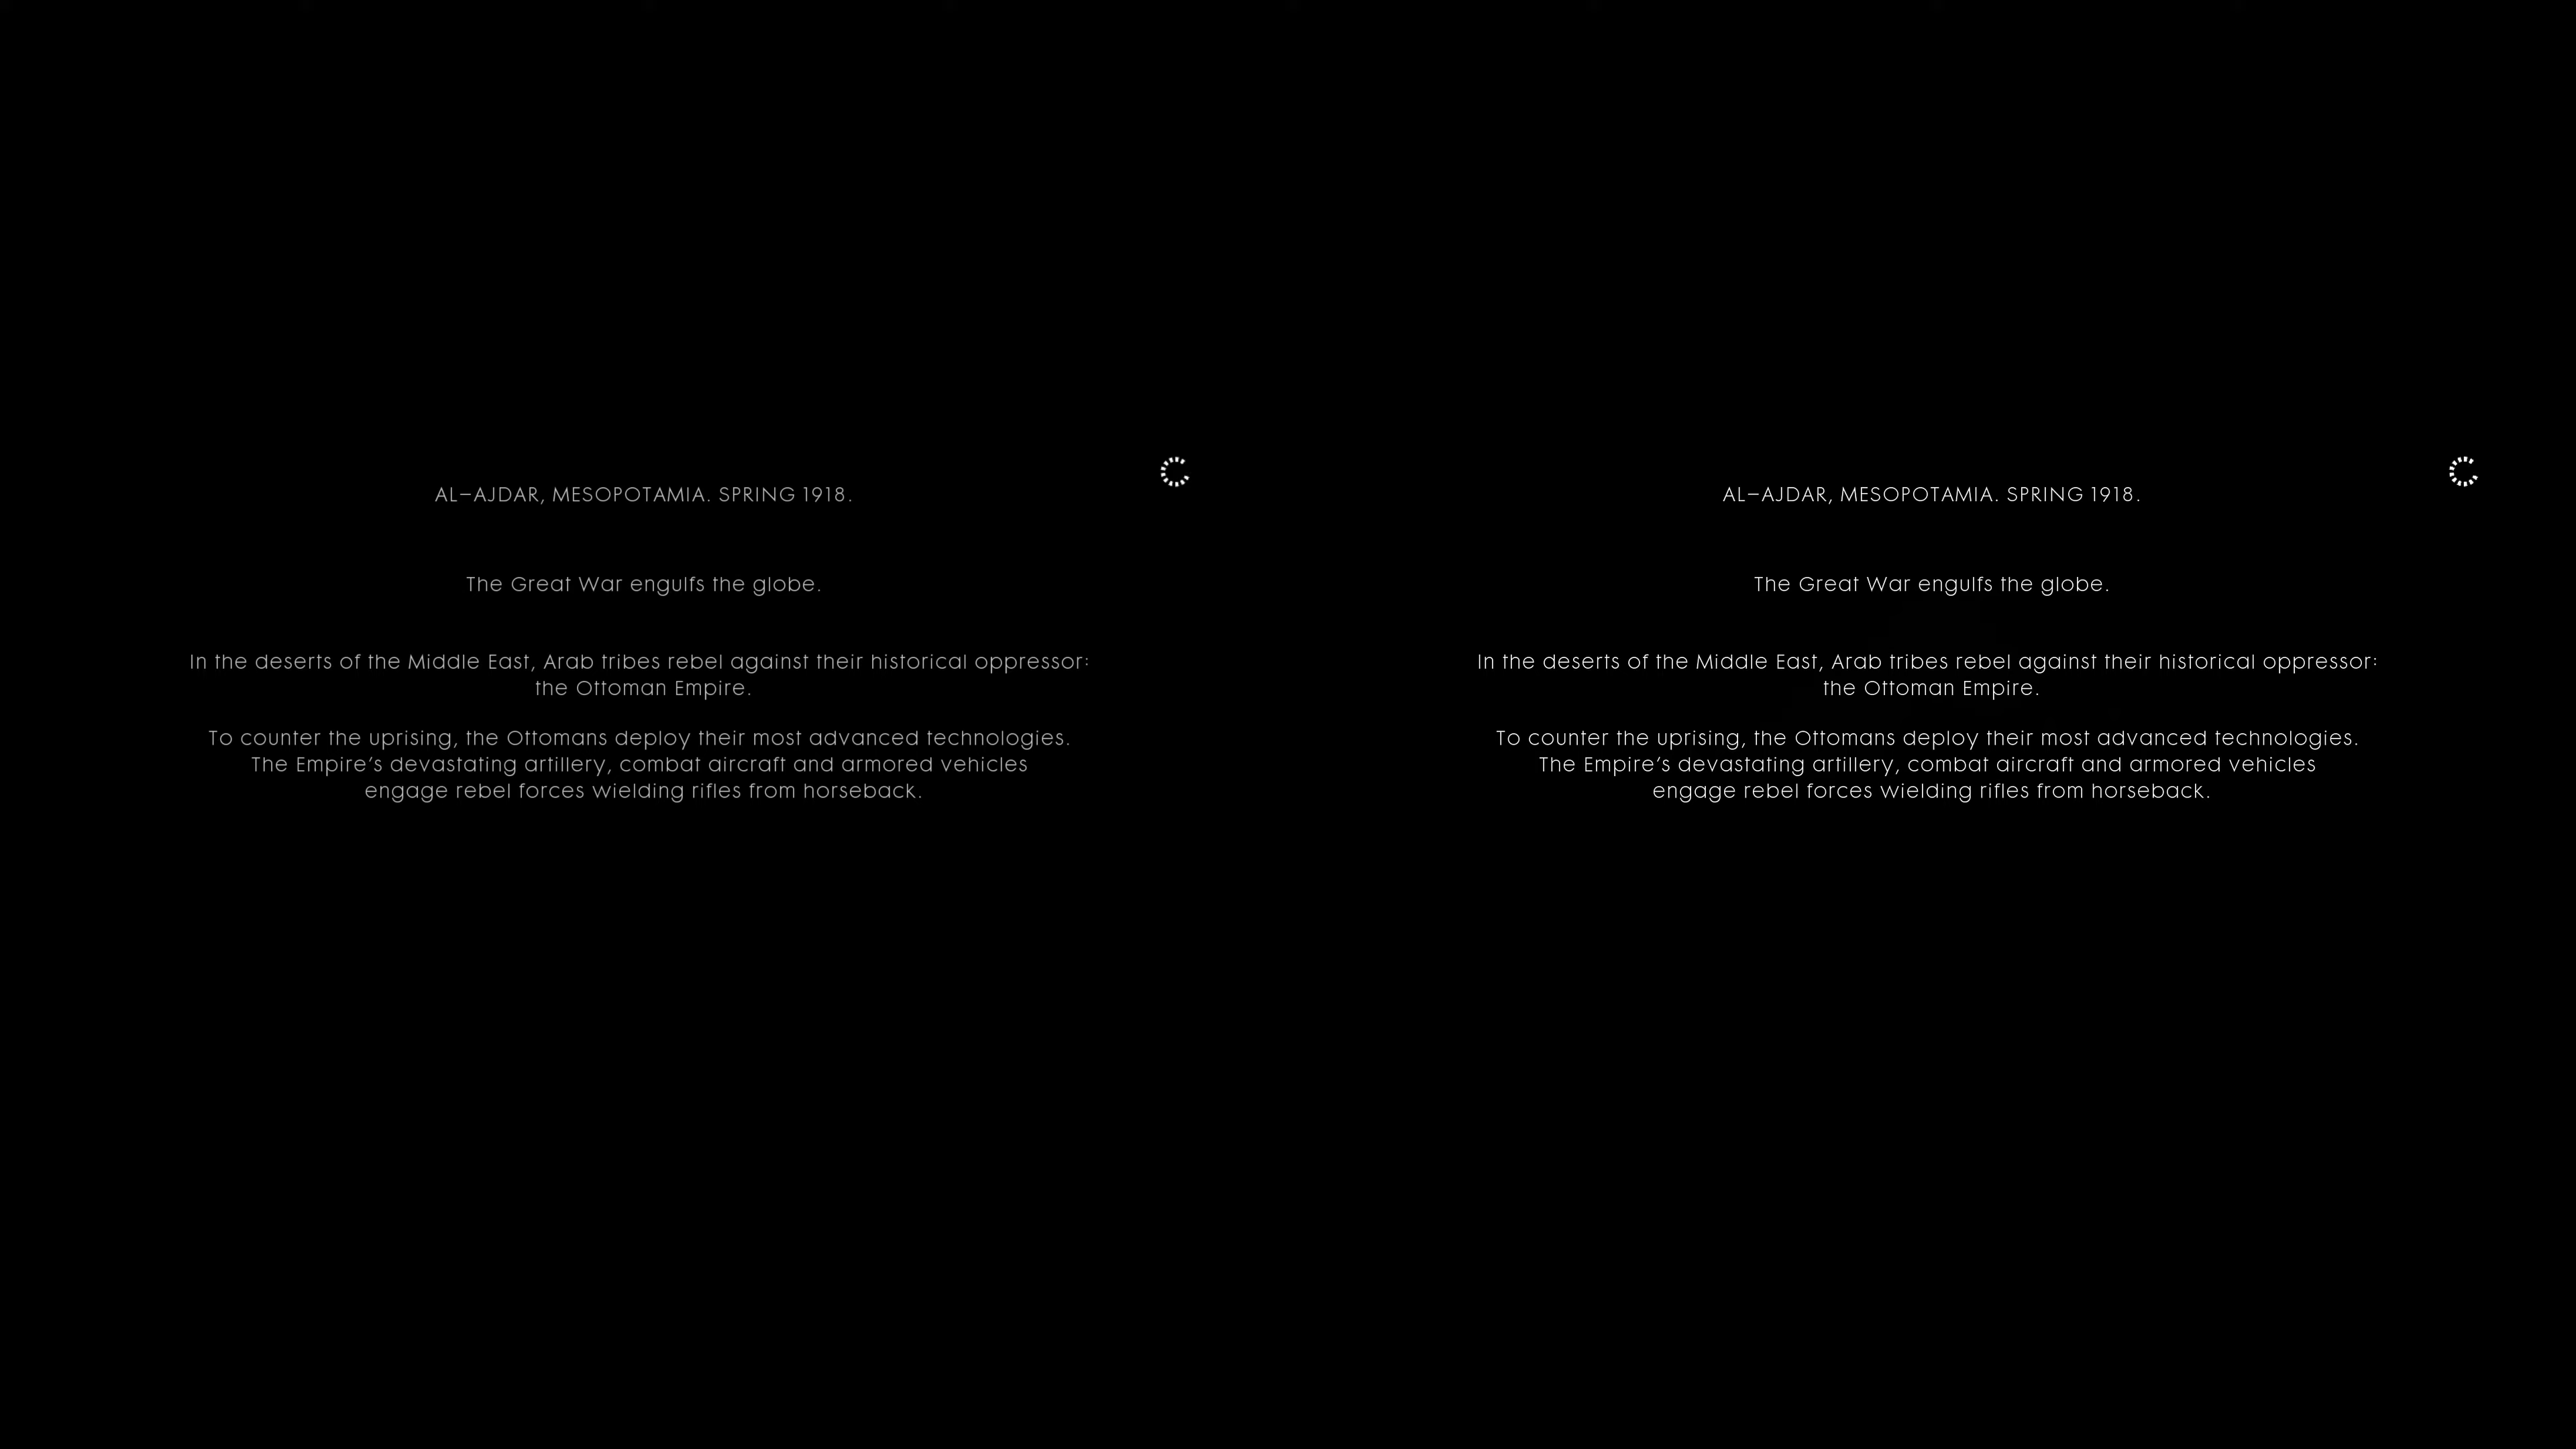 AL–AJDAR, MESOPOTAMIA. SPRING 1918.
The Great War engulfs the globe.
In the deserts of the Middle East, Arab tribes rebel against their historical oppressor:
the Ottoman Empire.
To counter the uprising, the Ottomans deploy their most advanced technologies.
The Empire's devastating artillery, combat aircraft and armored vehicles
engage rebel forces wielding rifles from horseback.
AL–AJDAR, MESOPOTAMIA. SPRING 1918.
The Great War engulfs the globe.
In the deserts of the Middle East, Arab tribes rebel against their historical oppressor:
the Ottoman Empire.
To counter the uprising, the Ottomans deploy their most advanced technologies.
The Empire's devastating artillery, combat aircraft and armored vehicles
engage rebel forces wielding rifles from horseback.